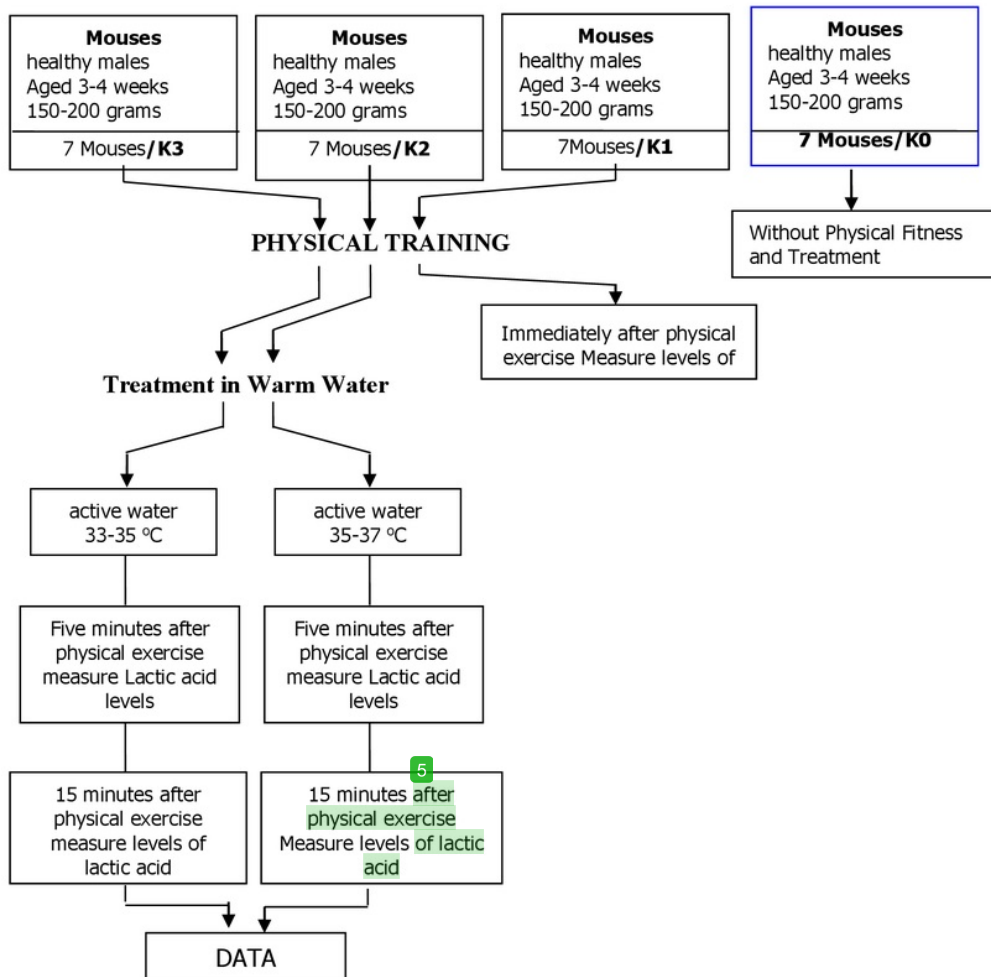 Mouses
healthy males
Aged 3-4 weeks
150-200 grams
7 Mouses/K3
Mouses
healthy males
Aged 3-4 weeks
150-200 grams
7 Mouses/K2
Mouses
healthy males
Aged 3-4 weeks
150-200 grams
7Mouses/K1
Mouses
healthy males
Aged 3-4 weeks
150-200 grams
7 Mouses/K0
PHYSICAL TRAINING
Without Physical Fitness
and Treatment
Immediately after physical
exercise Measure levels of
Treatment in Warm Water
active water
33-35 ⁰C
active water
35-37 ⁰C
Five minutes after
physical exercise
measure Lactic acid
levels
Five minutes after
physical exercise
measure Lactic acid
levels
15 minutes after
physical exercise
measure levels of
lactic acid
5
15 minutes after
physical exercise
Measure levels of lactic
acid
DATA